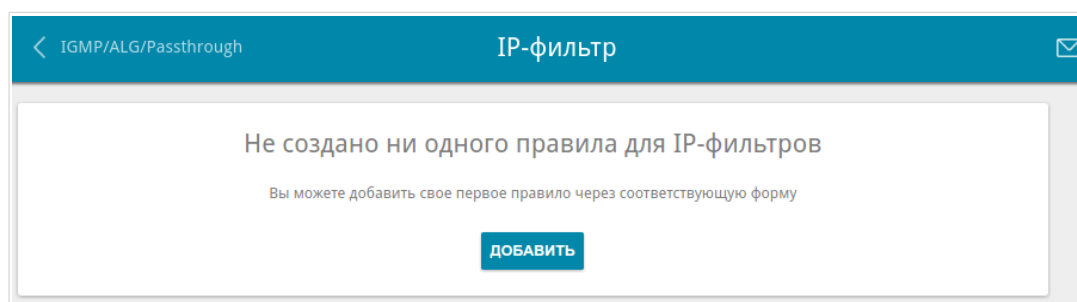 IGMP/ALG/Passthrough
IP-фильтр
Не создано ни одного правила для IP-фильтров
Вы можете добавить свое первое правило через соответствующую форму
ДОБАВИТЬ